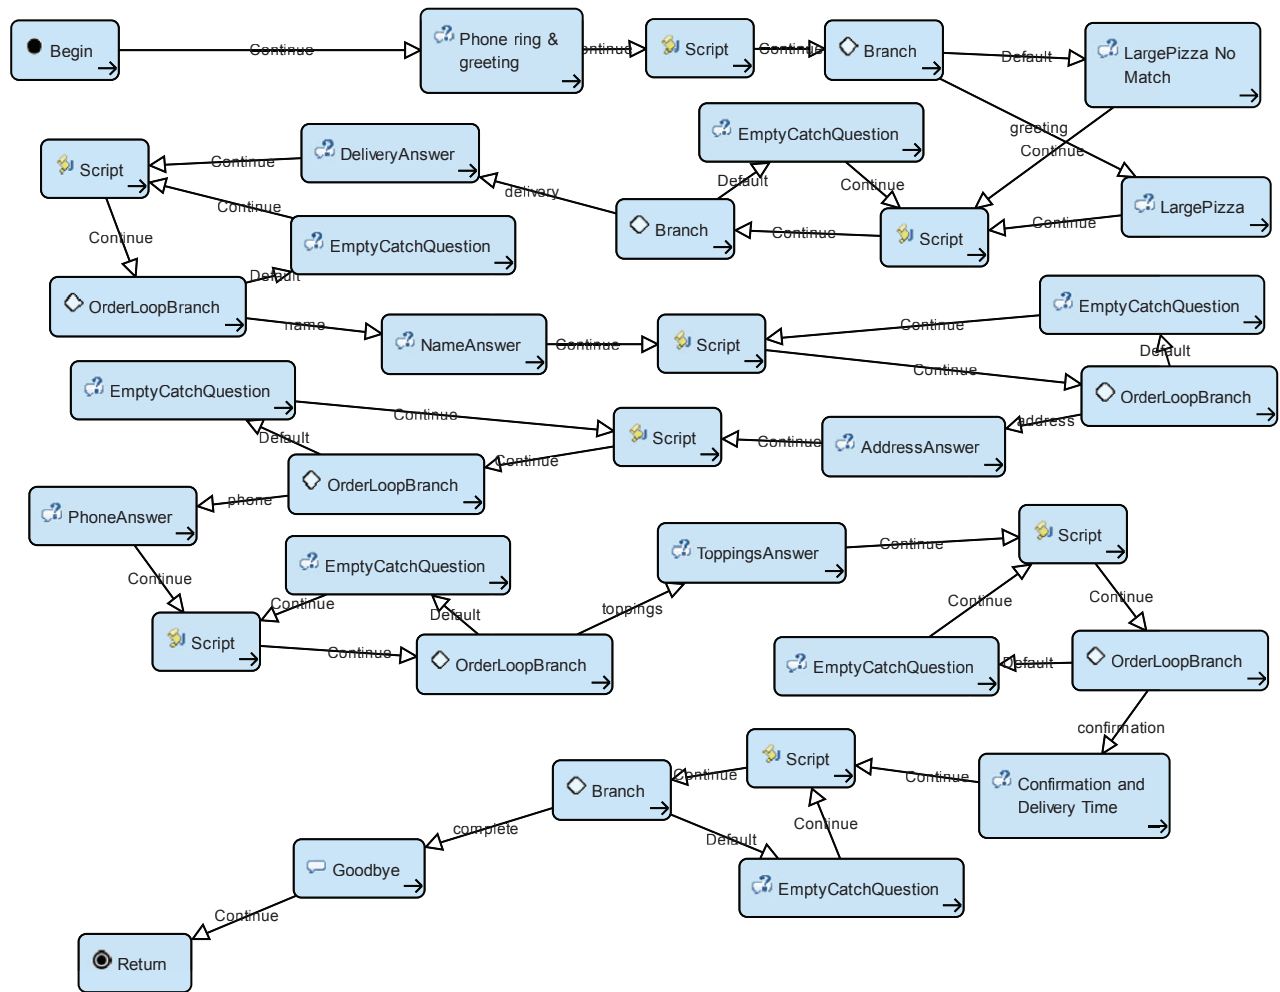 Begin
Continue
Phone ring &
greeting
Continue
Script
Continue
Branch
Default
LargePizza No
Match
greeting
Continue
EmptyCatchQuestion
Default
Continue
DeliveryAnswer
Continue
Script
delivery
Branch
Continue
Script
Continue
LargePizza
Continue
EmptyCatchQuestion
Continue
Default
OrderLoopBranch
name
NameAnswer
Continue
Script
Continue
EmptyCatchQuestion
Default
Continue
OrderLoopBranch
address
AddressAnswer
Continue
Script
Continue
EmptyCatchQuestion
Default
Continue
OrderLoopBranch
phone
PhoneAnswer
Continue
Script
Continue
EmptyCatchQuestion
Continue
Default
OrderLoopBranch
toppings
ToppingsAnswer
Continue
Script
Continue
Continue
EmptyCatchQuestion
Default
OrderLoopBranch
confirmation
Confirmation and
Delivery Time
Continue
Script
Continue
Branch
Continue
Default
EmptyCatchQuestion
complete
Goodbye
Continue
Return